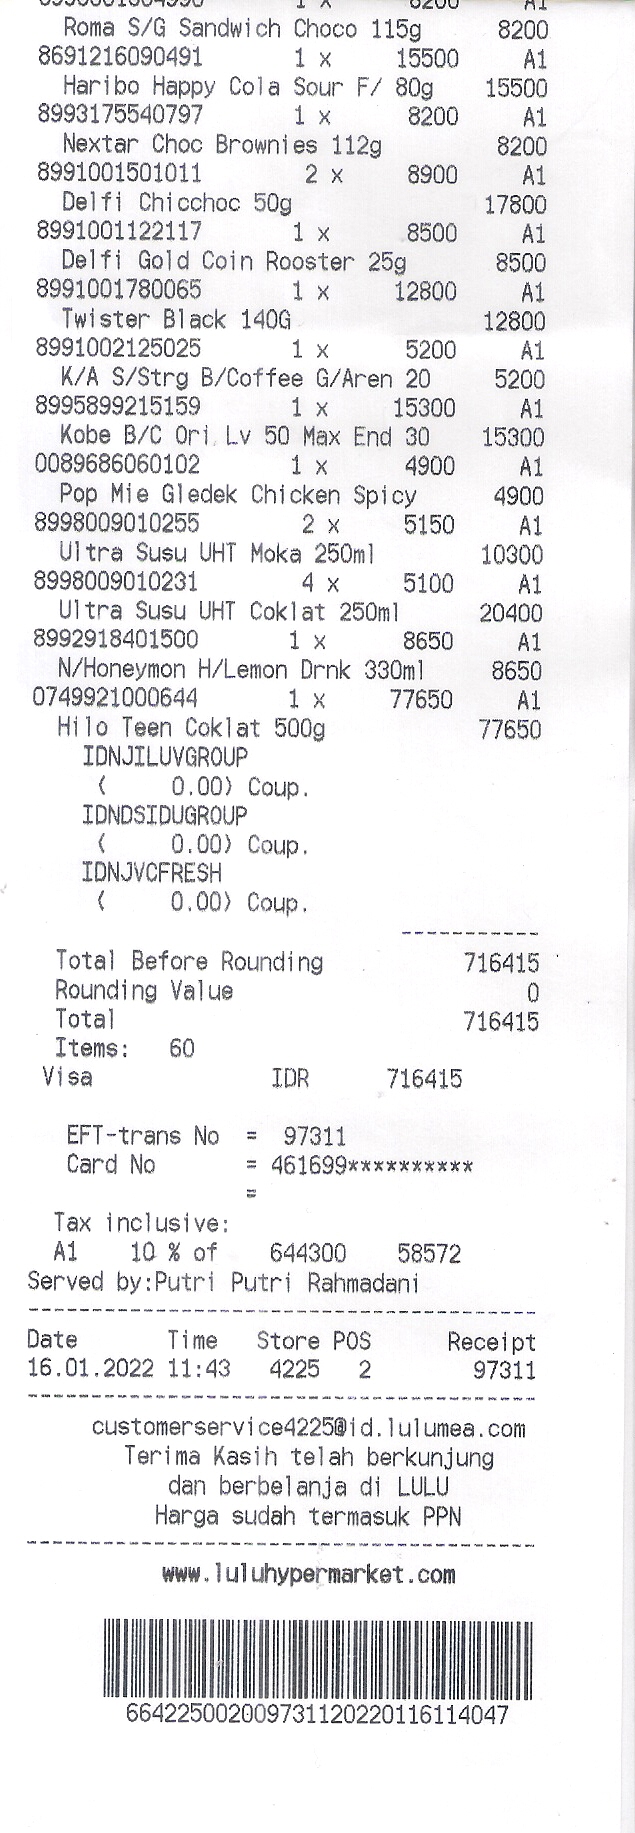 1 x 8200 A1
Roma S/G Sandwich Choco 115g 8200
8691216090491 1 x 15500 A1
Haribo Happy Cola Sour F/ 80g 15500
8993175540797 1 x 8200 A1
Nextar Choc Brownies 112g 8200
8991001501011 2 x 8900 A1
Delfi Chicchoc 50g 17800
8991001122117 1 x 8500 A1
Delfi Gold Coin Rooster 25g 8500
8991001780065 1 x 12800 A1
Twister Black 140G 12800
8991002125025 1 x 5200 A1
K/A S/Strg B/Coffee G/Aren 20 5200
8995899215159 1 x 15300 A1
Kobe B/C Ori Lv 50 Max End 30 15300
0089686060102 1 x 4900 A1
Pop Mie Gledek Chicken Spicy 4900
8998009010255 2 x 5150 A1
Ultra Susu UHT Moka 250ml 10300
8998009010231 4 x 5100 A1
Ultra Susu UHT Coklat 250ml 20400
8992918401500 1 x 8650 A1
N/Honeymon H/Lemon Drnk 330ml 8650
0749921000644 1 x 77650 A1
Hilo Teen Coklat 500g 77650
IDNJILUVGROUP
( 0.00) Coup.
IDNDSIDUGROUP
( 0.00) Coup.
IDNJVCFRESH
( 0.00) Coup.
-----------
Total Before Rounding 716415
Rounding Value 0
Total 716415
Items: 60
Visa IDR 716415
EFT-trans No = 97311
Card No = 461699**********
=
Tax inclusive:
A1 10 % of 644300 58572
Served by:Putri Putri Rahmadani
----------------------------------------
Date Time Store POS Receipt
16.01.2022 11:43 4225 2 97311
----------------------------------------
customerservice4225@id.lulumea.com
Terima Kasih telah berkunjung
dan berbelanja di LULU
Harga sudah termasuk PPN
----------------------------------------
www.luluhypermarket.com
664225002009731120220116114047